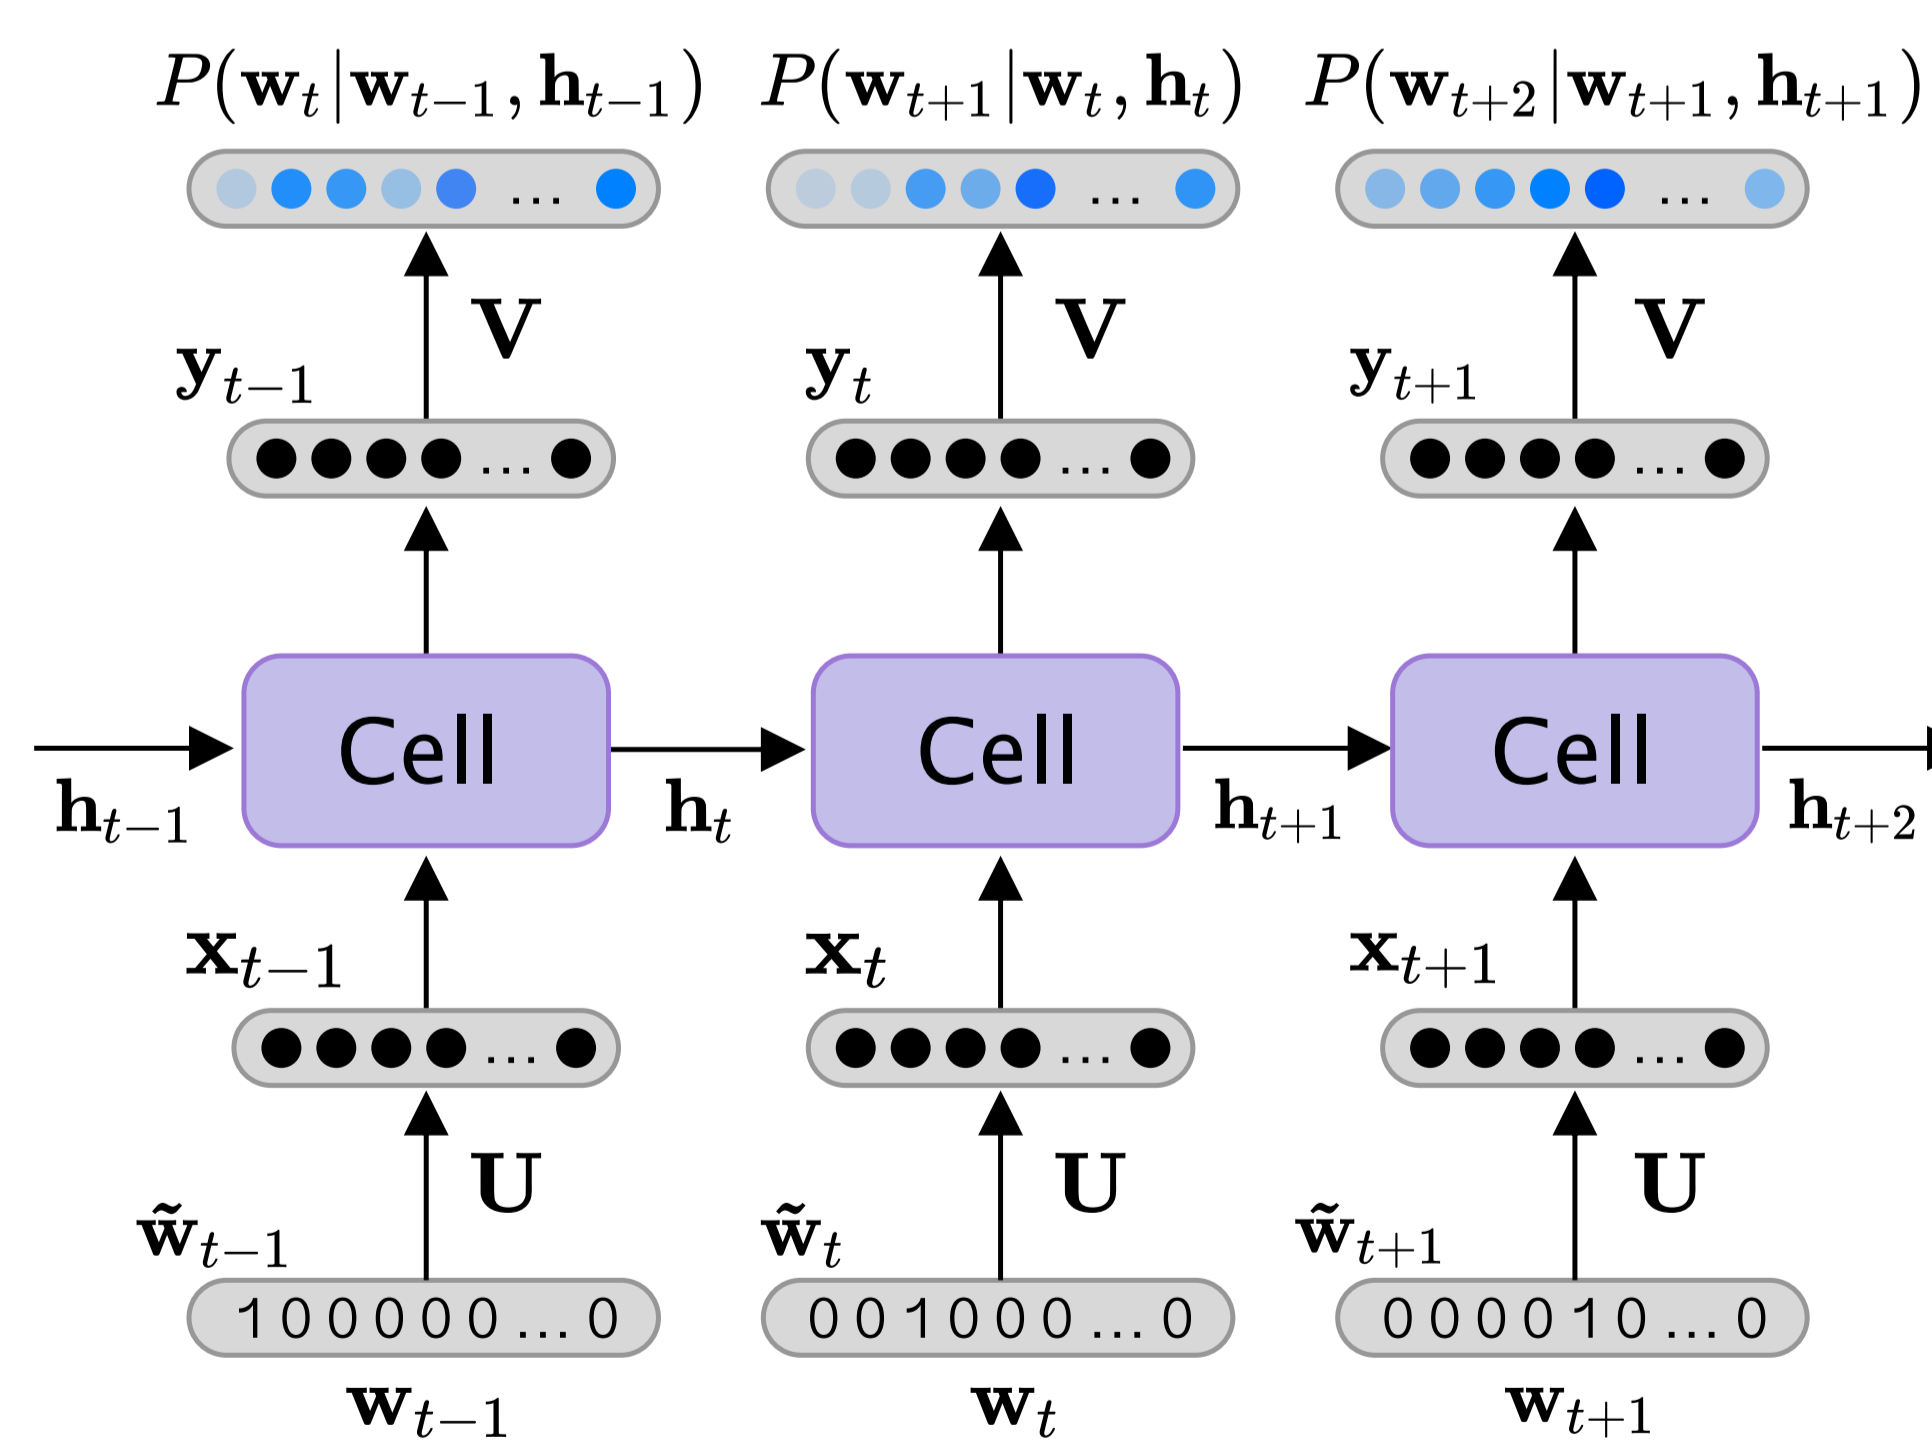 P(w_t|w_{t−1}, h_{t−1}) P(w_{t+1}|w_t, h_t) P(w_{t+2}|w_{t+1}, h_{t+1})
... ... ...
V V V
y_{t−1} y_t y_{t+1}
... ... ...
Cell Cell Cell
h_{t−1} h_t h_{t+1} h_{t+2}
x_{t−1} x_t x_{t+1}
... ... ...
U U U
w̃_{t−1} w̃_t w̃_{t+1}
1 0 0 0 0 0 ... 0 0 0 1 0 0 0 ... 0 0 0 0 0 1 0 ... 0
w_{t−1} w_t w_{t+1}